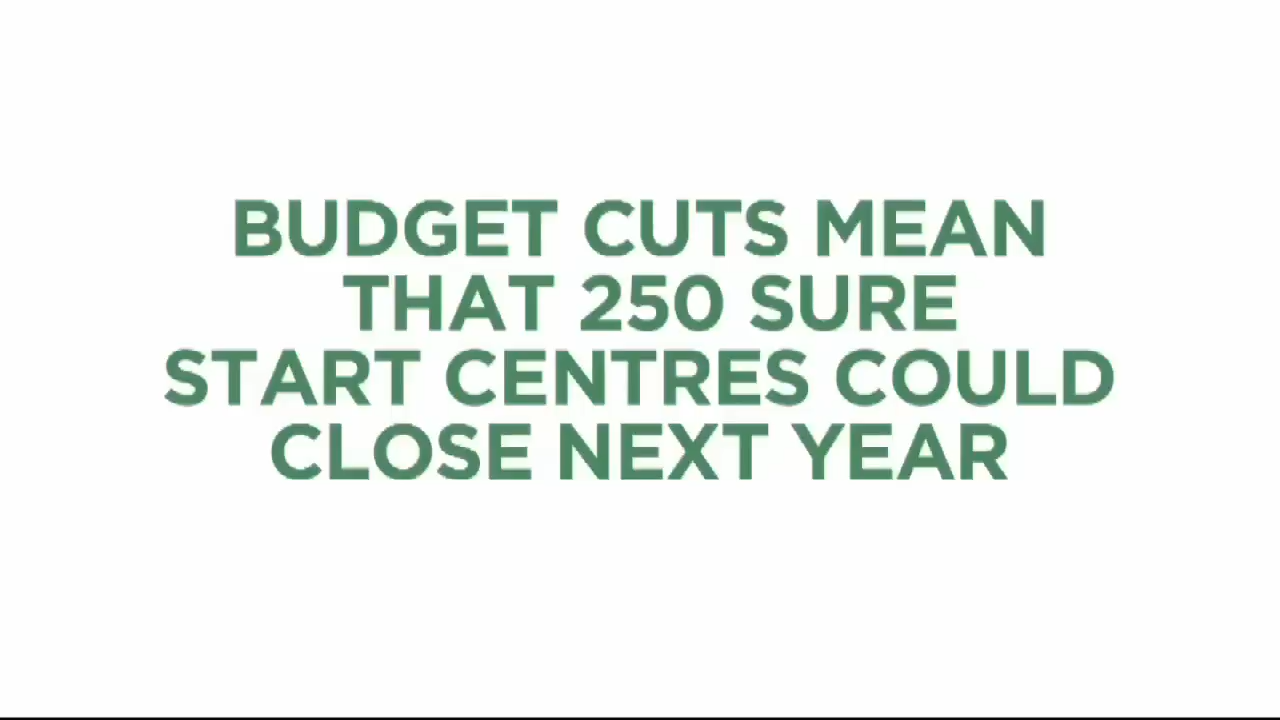 BUDGET CUTS MEAN
THAT 250 SURE
START CENTRES COULD
CLOSE NEXT YEAR